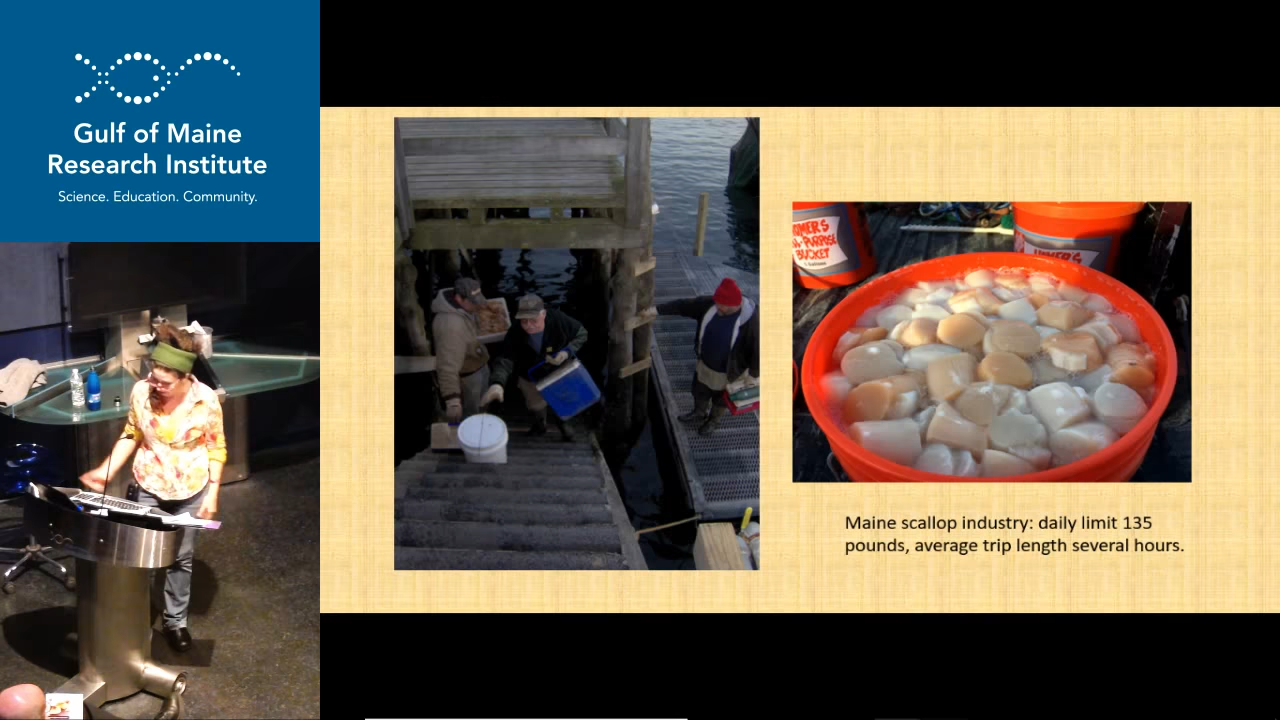 Gulf of Maine
Research Institute
Science. Education. Community.
BUCKET
Maine scallop industry: daily limit 135
pounds, average trip length several hours.